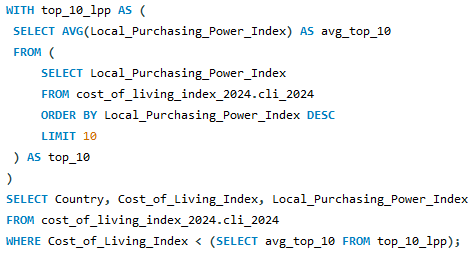 WITH top_10_lpp AS (
SELECT AVG(Local_Purchasing_Power_Index) AS avg_top_10
FROM (
SELECT Local_Purchasing_Power_Index
FROM cost_of_living_index_2024.cli_2024
ORDER BY Local_Purchasing_Power_Index DESC
LIMIT 10
) AS top_10
)
SELECT Country, Cost_of_Living_Index, Local_Purchasing_Power_Index
FROM cost_of_living_index_2024.cli_2024
WHERE Cost_of_Living_Index < (SELECT avg_top_10 FROM top_10_lpp);